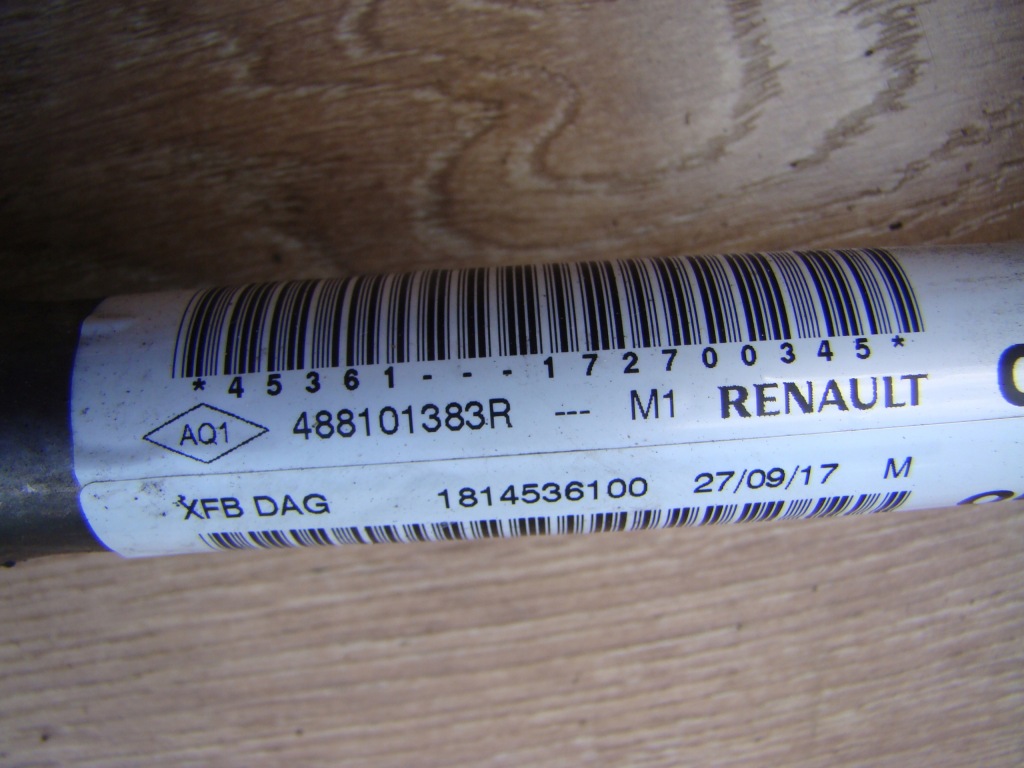 *45361---172700345*
AQ1 488101383R --- M1 RENAULT
XFB DAG 1814536100 27/09/17 M